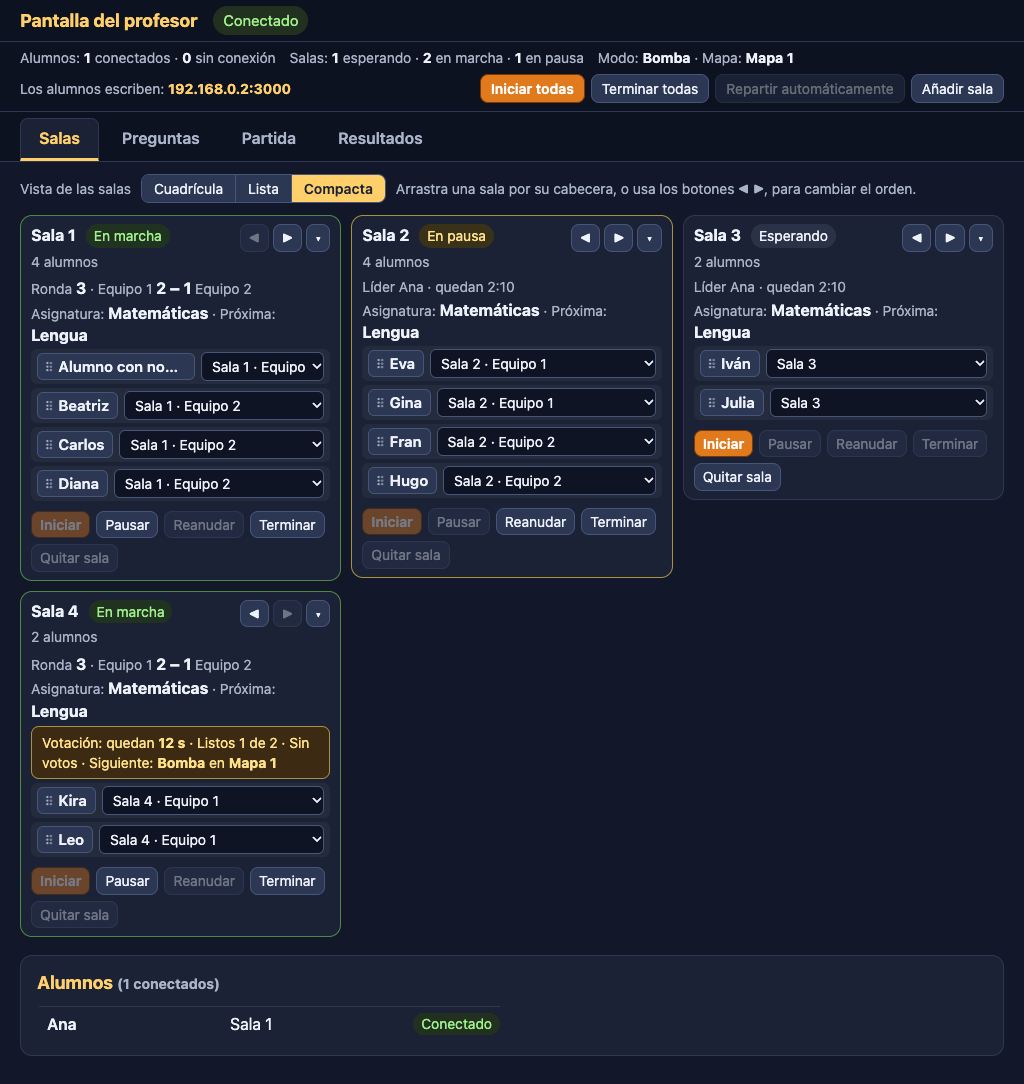 Pantalla del profesor Conectado
Alumnos: 1 conectados · 0 sin conexión Salas: 1 esperando · 2 en marcha · 1 en pausa Modo: Bomba · Mapa: Mapa 1
Los alumnos escriben: 192.168.0.2:3000 Iniciar todas Terminar todas Repartir automáticamente Añadir sala
Salas Preguntas Partida Resultados
Vista de las salas Cuadrícula Lista Compacta Arrastra una sala por su cabecera, o usa los botones ◀ ▶, para cambiar el orden.
Sala 1 En marcha ◀ ▶ ▾
4 alumnos
Ronda 3 · Equipo 1 2 – 1 Equipo 2
Asignatura: Matemáticas · Próxima:
Lengua
⠿ Alumno con no... Sala 1 · Equipo
⠿ Beatriz Sala 1 · Equipo 2
⠿ Carlos Sala 1 · Equipo 2
⠿ Diana Sala 1 · Equipo 2
Iniciar Pausar Reanudar Terminar
Quitar sala
Sala 2 En pausa ◀ ▶ ▾
4 alumnos
Líder Ana · quedan 2:10
Asignatura: Matemáticas · Próxima:
Lengua
⠿ Eva Sala 2 · Equipo 1
⠿ Gina Sala 2 · Equipo 1
⠿ Fran Sala 2 · Equipo 2
⠿ Hugo Sala 2 · Equipo 2
Iniciar Pausar Reanudar Terminar
Quitar sala
Sala 3 Esperando ◀ ▶ ▾
2 alumnos
Líder Ana · quedan 2:10
Asignatura: Matemáticas · Próxima:
Lengua
⠿ Iván Sala 3
⠿ Julia Sala 3
Iniciar Pausar Reanudar Terminar
Quitar sala
Sala 4 En marcha ◀ ▶ ▾
2 alumnos
Ronda 3 · Equipo 1 2 – 1 Equipo 2
Asignatura: Matemáticas · Próxima:
Lengua
Votación: quedan 12 s · Listos 1 de 2 · Sin
votos · Siguiente: Bomba en Mapa 1
⠿ Kira Sala 4 · Equipo 1
⠿ Leo Sala 4 · Equipo 1
Iniciar Pausar Reanudar Terminar
Quitar sala
Alumnos (1 conectados)
Ana Sala 1 Conectado